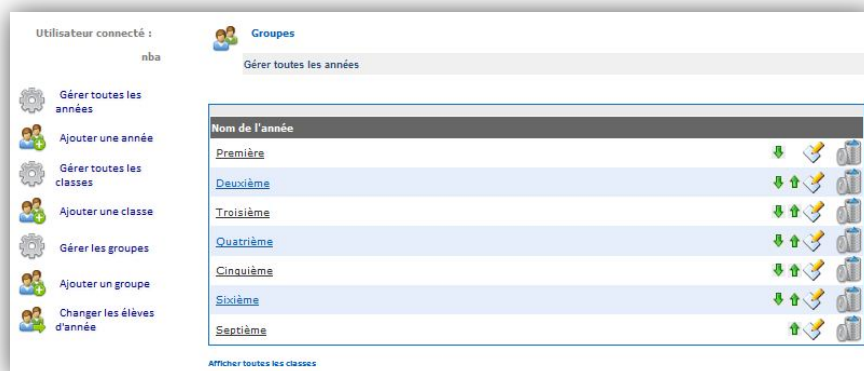 Utilisateur connecté :
nba
Gérer toutes les
années
Ajouter une année
Gérer toutes les
classes
Ajouter une classe
Gérer les groupes
Ajouter un groupe
Changer les élèves
d'année
Groupes
Gérer toutes les années
Nom de l'année
Première
Deuxième
Troisième
Quatrième
Cinquième
Sixième
Septième
Afficher toutes les classes